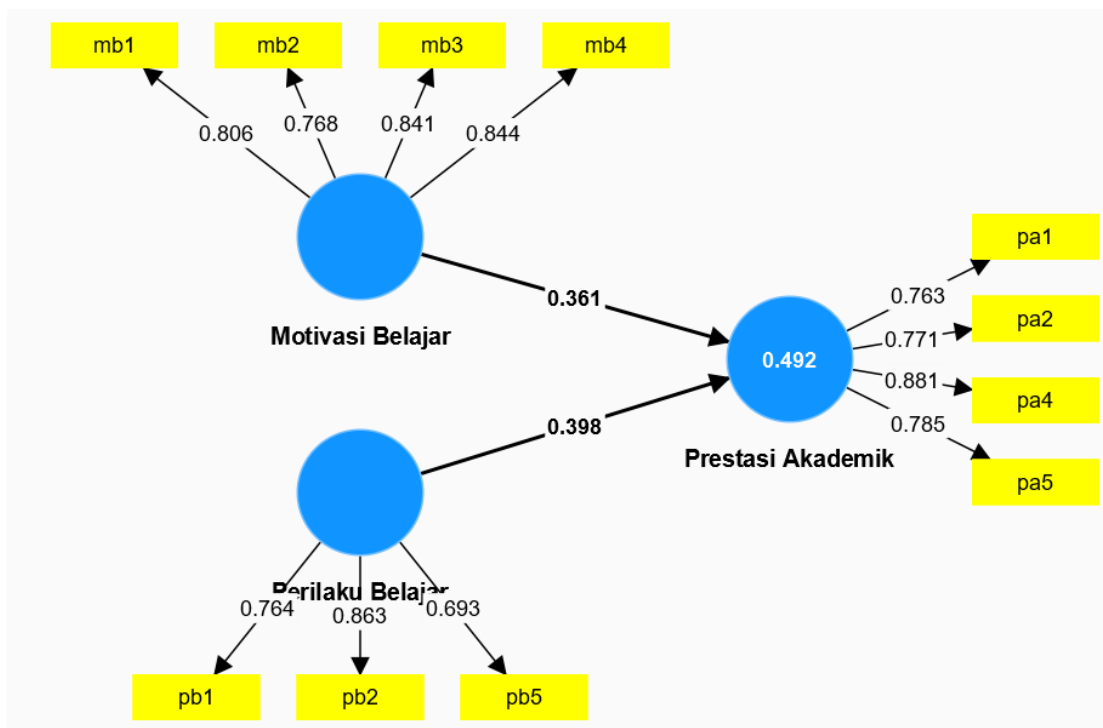 mb1 mb2 mb3 mb4
0.806 0.768 0.841 0.844
Motivasi Belajar
0.361
pa1
0.763
pa2
0.771
0.492
0.881
pa4
0.785
Prestasi Akademik
pa5
0.398
Perilaku Belajar
0.764 0.863 0.693
pb1 pb2 pb5